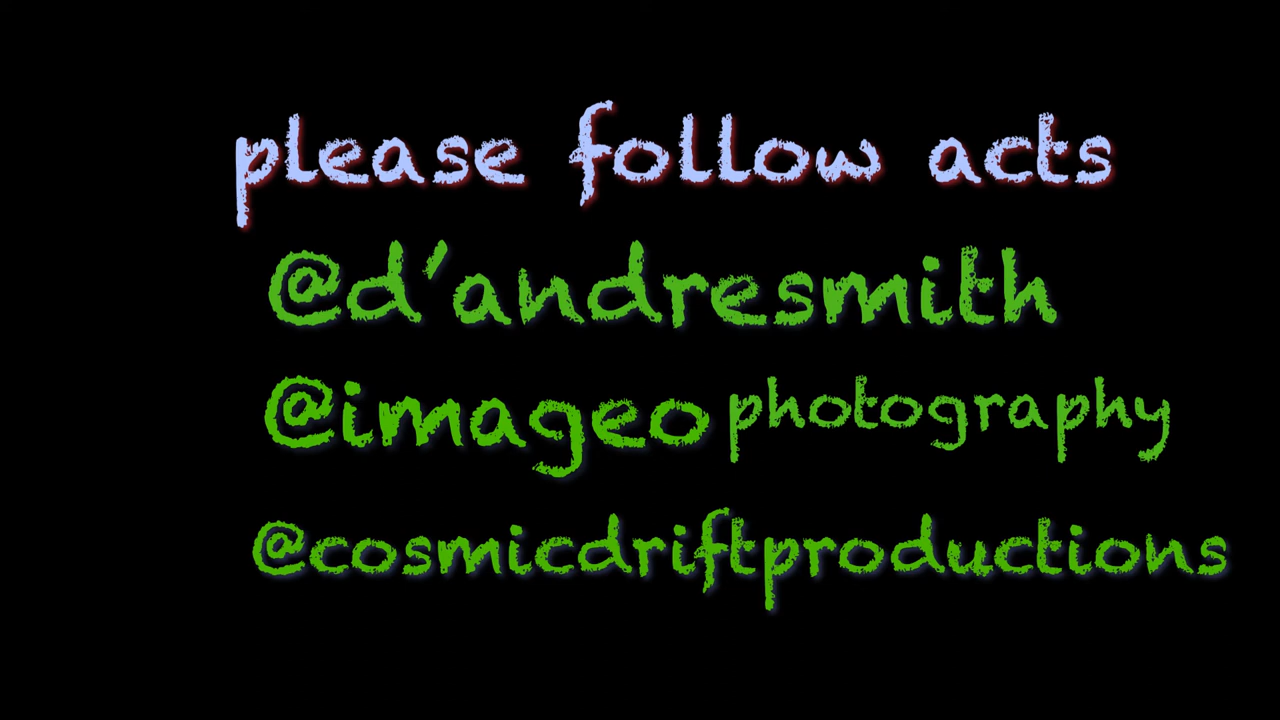 please follow acts
@d’andresmith
@imageo photography
@cosmicdriftproductions